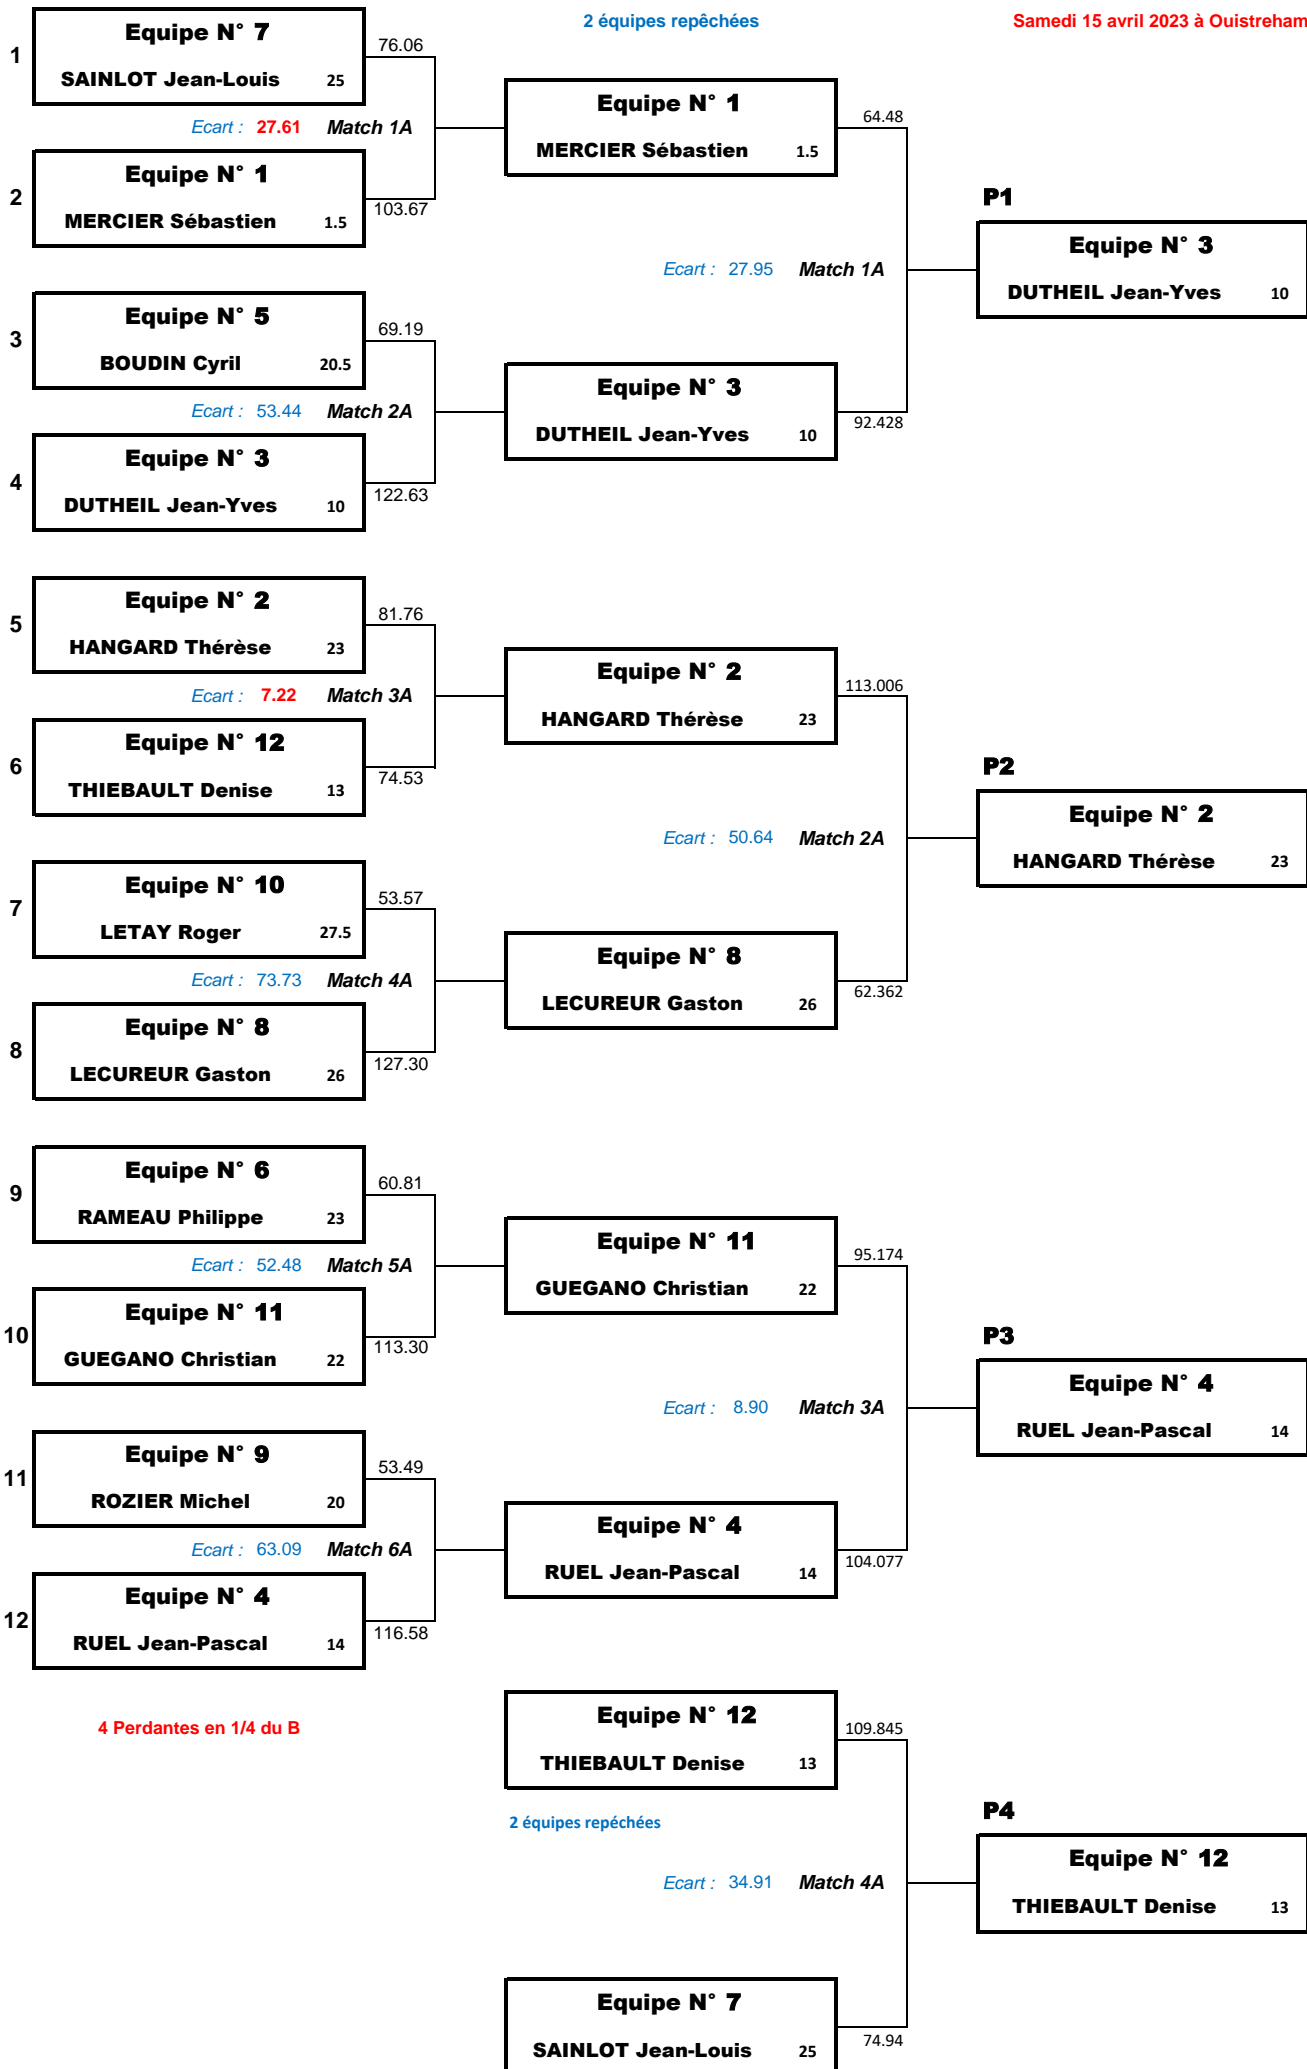 2 équipes repêchées
Samedi 15 avril 2023 à Ouistreham
1
Equipe N° 7
SAINLOT Jean-Louis 25
76.06
Ecart : 27.61 Match 1A
2
Equipe N° 1
MERCIER Sébastien 1.5
103.67
3
Equipe N° 5
BOUDIN Cyril 20.5
69.19
Ecart : 53.44 Match 2A
4
Equipe N° 3
DUTHEIL Jean-Yves 10
122.63
5
Equipe N° 2
HANGARD Thérèse 23
81.76
Ecart : 7.22 Match 3A
6
Equipe N° 12
THIEBAULT Denise 13
74.53
7
Equipe N° 10
LETAY Roger 27.5
53.57
Ecart : 73.73 Match 4A
8
Equipe N° 8
LECUREUR Gaston 26
127.30
9
Equipe N° 6
RAMEAU Philippe 23
60.81
Ecart : 52.48 Match 5A
10
Equipe N° 11
GUEGANO Christian 22
113.30
11
Equipe N° 9
ROZIER Michel 20
53.49
Ecart : 63.09 Match 6A
12
Equipe N° 4
RUEL Jean-Pascal 14
116.58
4 Perdantes en 1/4 du B
Equipe N° 1
MERCIER Sébastien 1.5
64.48
Ecart : 27.95 Match 1A
Equipe N° 3
DUTHEIL Jean-Yves 10
92.428
Equipe N° 2
HANGARD Thérèse 23
113.006
Ecart : 50.64 Match 2A
Equipe N° 8
LECUREUR Gaston 26
62.362
Equipe N° 11
GUEGANO Christian 22
95.174
Ecart : 8.90 Match 3A
Equipe N° 4
RUEL Jean-Pascal 14
104.077
Equipe N° 12
THIEBAULT Denise 13
109.845
2 équipes repéchées
Ecart : 34.91 Match 4A
Equipe N° 7
SAINLOT Jean-Louis 25
74.94
P1
Equipe N° 3
DUTHEIL Jean-Yves 10
P2
Equipe N° 2
HANGARD Thérèse 23
P3
Equipe N° 4
RUEL Jean-Pascal 14
P4
Equipe N° 12
THIEBAULT Denise 13